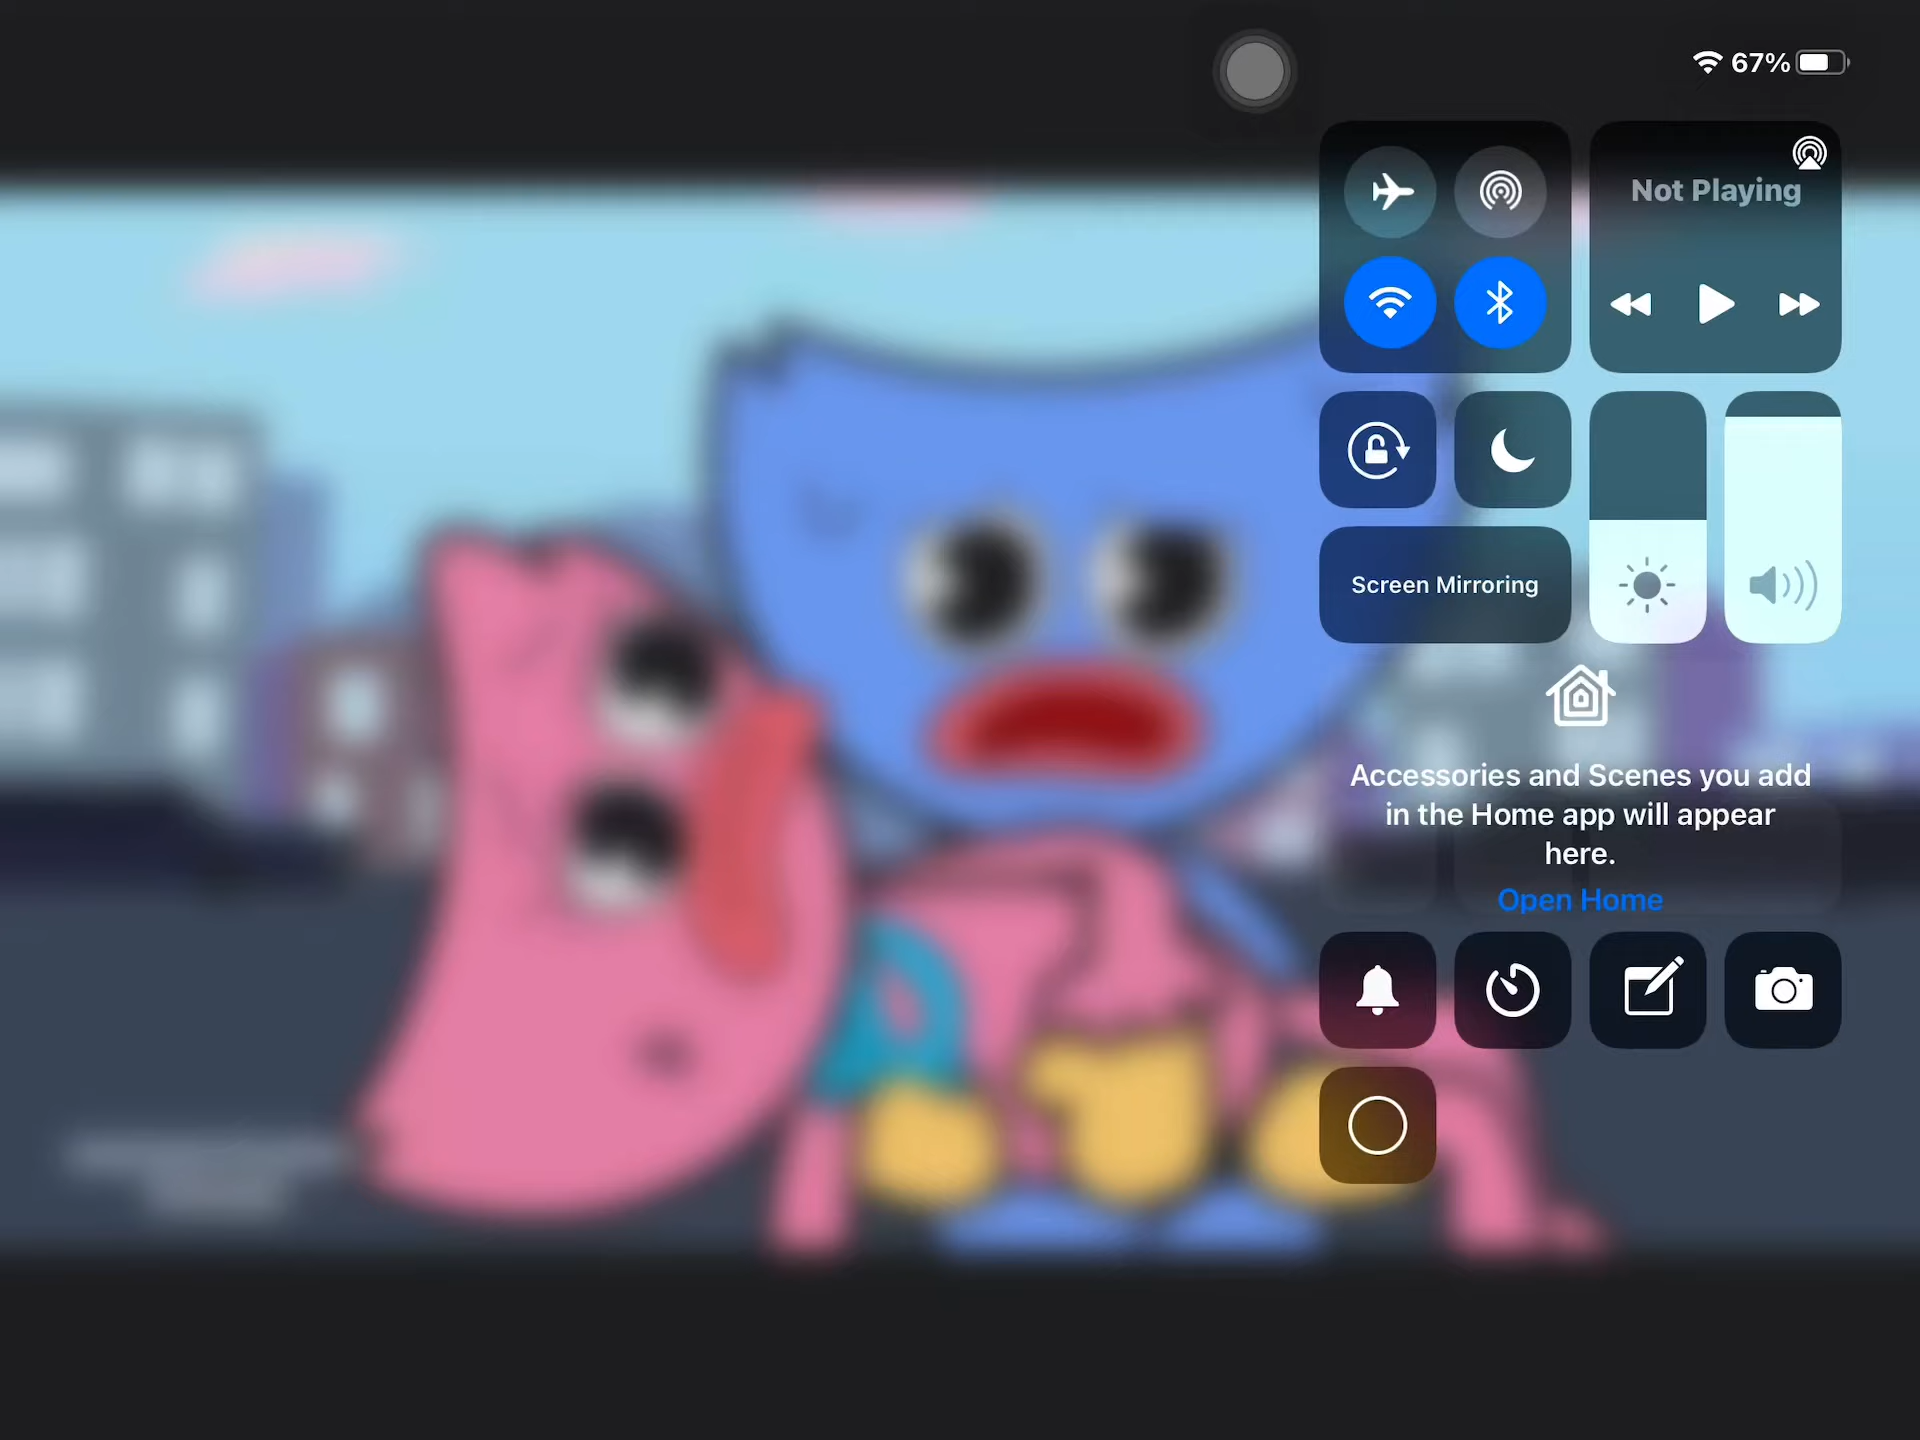 67%
Not Playing
Screen Mirroring
Accessories and Scenes you add
in the Home app will appear
here.
Open Home